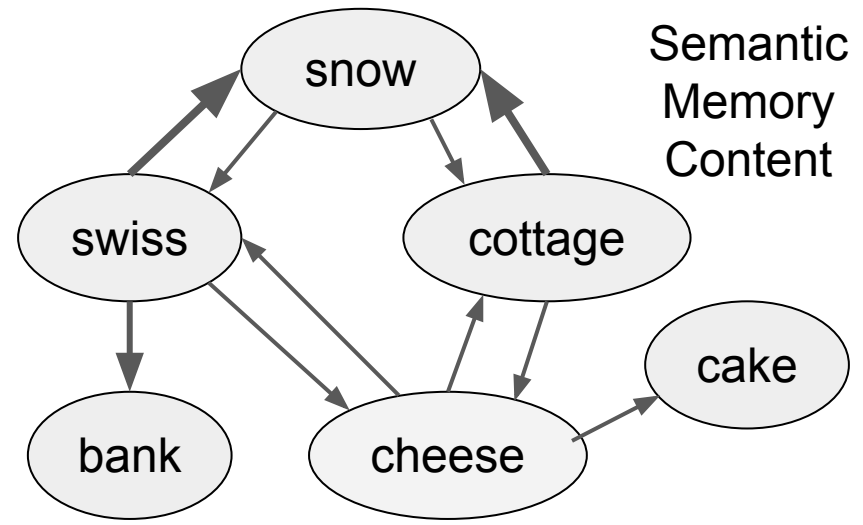 snow
Semantic
Memory
Content
swiss
cottage
cake
bank
cheese